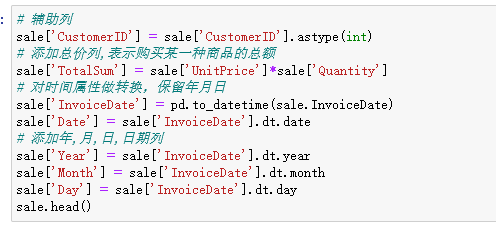 :
# 辅助列
sale['CustomerID'] = sale['CustomerID'].astype(int)
# 添加总价列,表示购买某一种商品的总额
sale['TotalSum'] = sale['UnitPrice']*sale['Quantity']
# 对时间属性做转换, 保留年月日
sale['InvoiceDate'] = pd.to_datetime(sale.InvoiceDate)
sale['Date'] = sale['InvoiceDate'].dt.date
# 添加年,月,日,日期列
sale['Year'] = sale['InvoiceDate'].dt.year
sale['Month'] = sale['InvoiceDate'].dt.month
sale['Day'] = sale['InvoiceDate'].dt.day
sale.head()